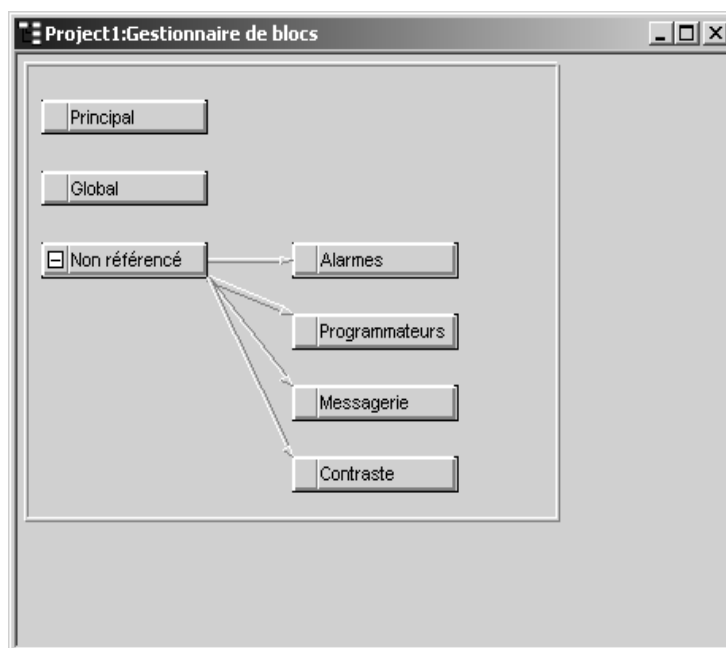 Project1:Gestionnaire de blocs
Principal
Global
Non référencé
Alarmes
Programmateurs
Messagerie
Contraste